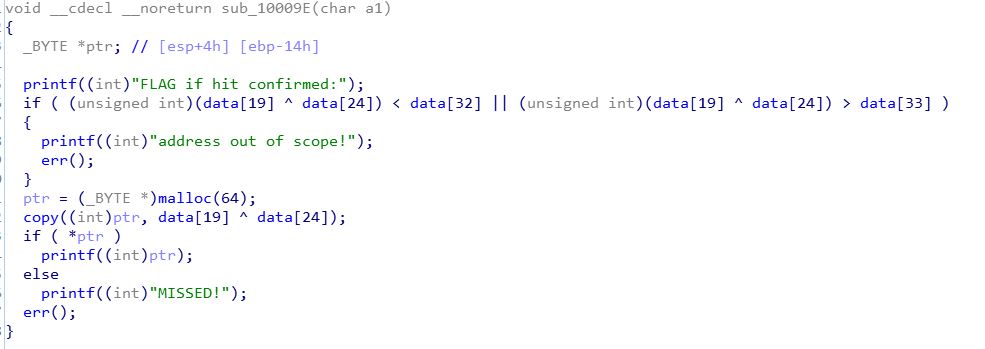 void __cdecl __noreturn sub_10009E(char a1)
{
  _BYTE *ptr; // [esp+4h] [ebp-14h]
  printf((int)"FLAG if hit confirmed:");
  if ( (unsigned int)(data[19] ^ data[24]) < data[32] || (unsigned int)(data[19] ^ data[24]) > data[33] )
  {
    printf((int)"address out of scope!");
    err();
  }
  ptr = (_BYTE *)malloc(64);
  copy((int)ptr, data[19] ^ data[24]);
  if ( *ptr )
    printf((int)ptr);
  else
    printf((int)"MISSED!");
  err();
}